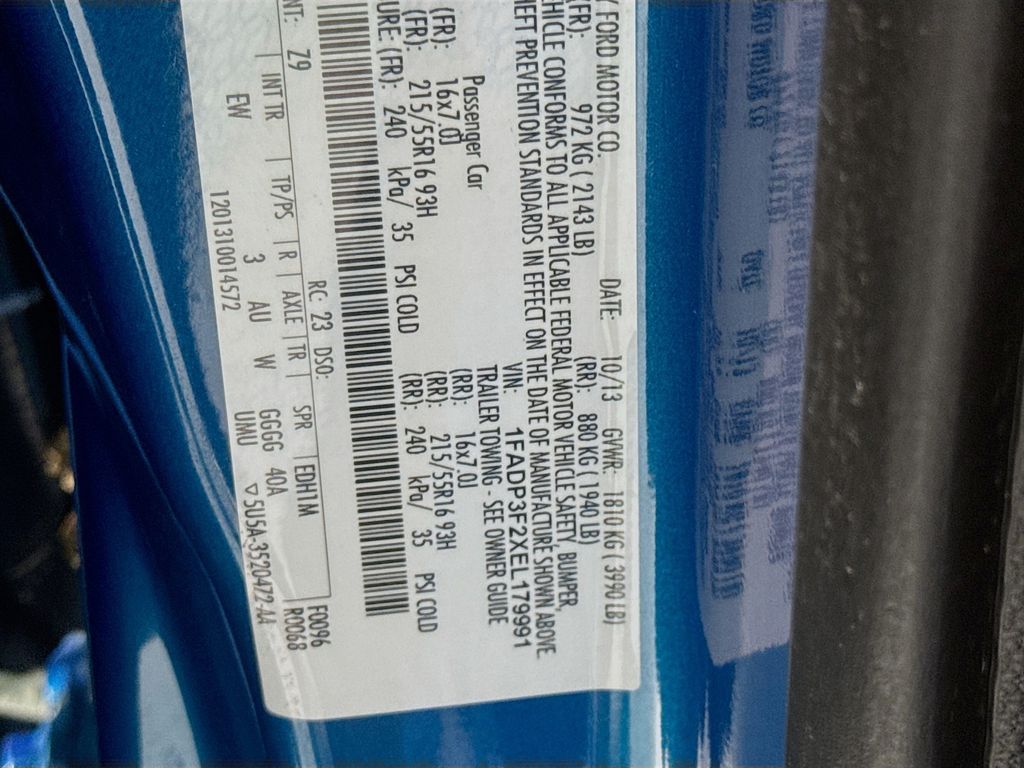 FORD MOTOR CO. DATE: 10/13 GVWR: 1810 KG ( 3990 LB)
(FR): 972 KG ( 2143 LB) (RR): 880 KG ( 1940 LB)
HICLE CONFORMS TO ALL APPLICABLE FEDERAL MOTOR VEHICLE SAFETY, BUMPER,
HEFT PREVENTION STANDARDS IN EFFECT ON THE DATE OF MANUFACTURE SHOWN ABOVE.
VIN: 1FADP3F2XEL179991
Passenger Car TRAILER TOWING - SEE OWNER GUIDE
(FR): 16x7.0J (RR): 16x7.0J
(FR): 215/55R16 93H (RR): 215/55R16 93H
URE: (FR): 240 kPa/ 35 PSI COLD (RR): 240 kPa/ 35 PSI COLD
NT: Z9 RC: 23 DSO: F0096
INT TR TP/PS R AXLE TR SPR EDH1M R0068
EW 3 AU W GGGG 40A
UIMU
1201310014572 ▽5U5A-3520472-AA